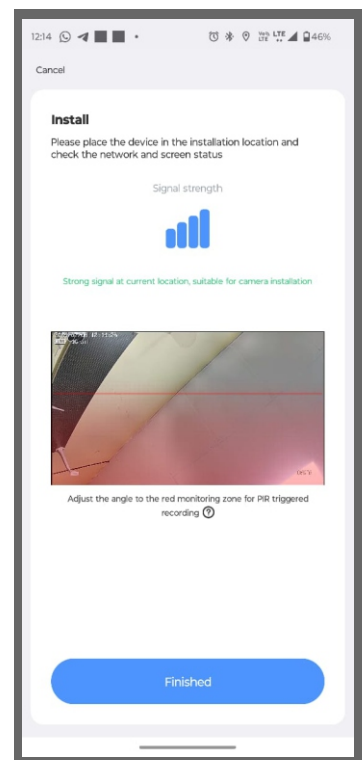 12:14 46%
Cancel
Install
Please place the device in the installation location and
check the network and screen status
Signal strength
Strong signal at current location, suitable for camera installation
Adjust the angle to the red monitoring zone for PIR triggered
recording ?
Finished